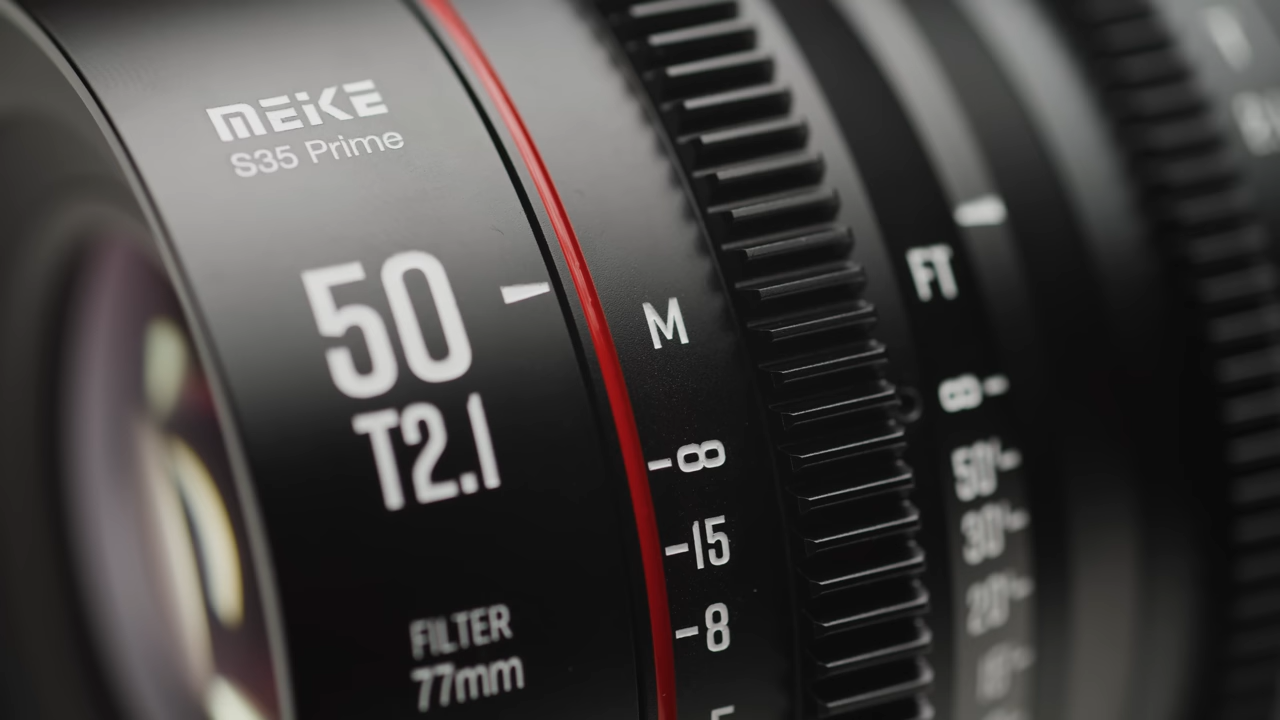 MEiKE
S35 Prime
50
T2.1
FILTER
77mm
M
∞
15
8
FT
∞
50'
30'
20'